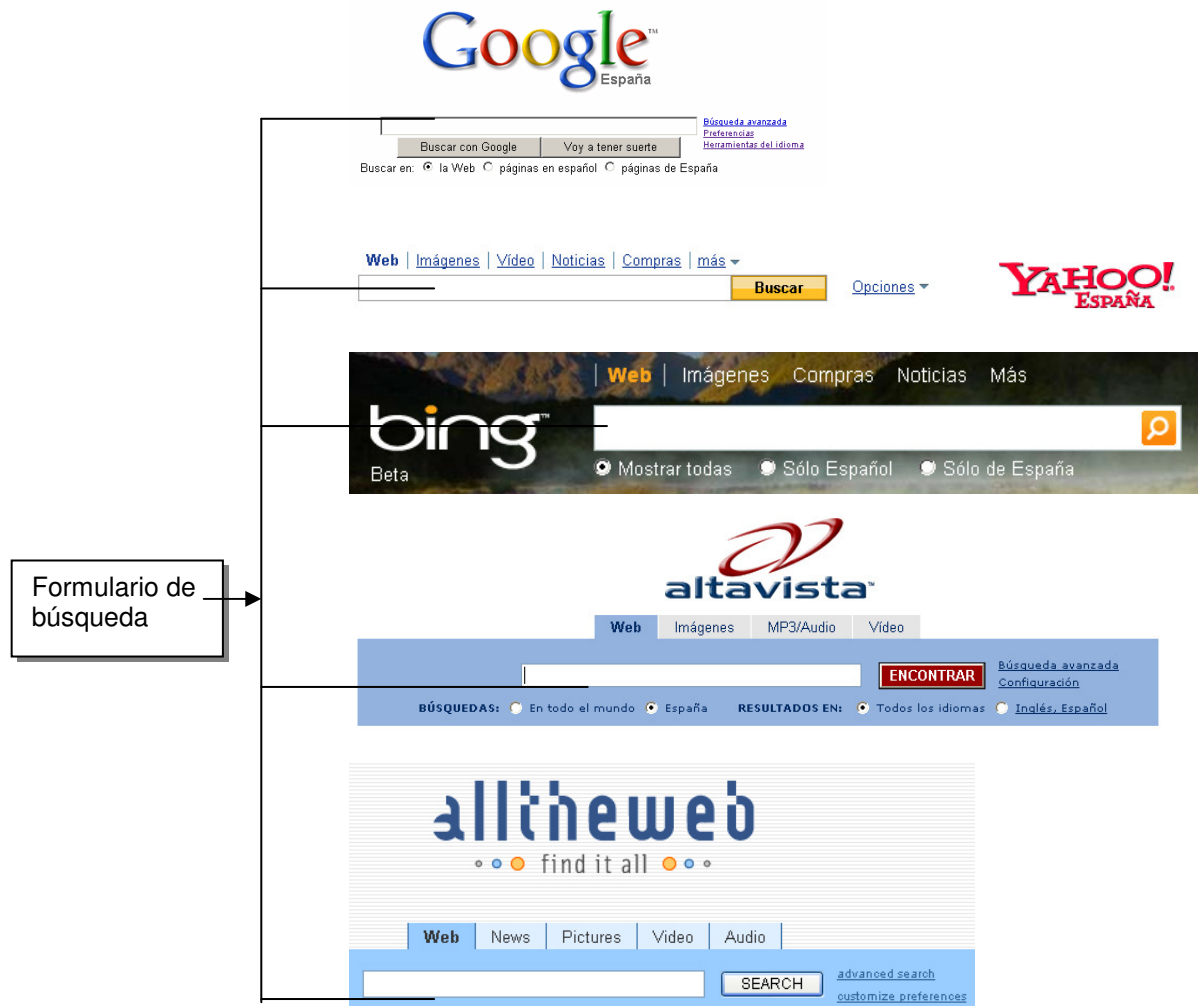 Google™
España
Búsqueda avanzada
Preferencias
Herramientas del idioma
Buscar con Google Voy a tener suerte
Buscar en: la Web páginas en español páginas de España
Web | Imágenes | Vídeo | Noticias | Compras | más
Buscar Opciones
YAHOO!
ESPAÑA
| Web | Imágenes Compras Noticias Más
bing™
Beta
Mostrar todas Sólo Español Sólo de España
Formulario de
búsqueda
altavista™
Web Imágenes MP3/Audio Vídeo
ENCONTRAR
Búsqueda avanzada
Configuración
BÚSQUEDAS: En todo el mundo España RESULTADOS EN: Todos los idiomas Inglés, Español
alltheweb
find it all
Web News Pictures Video Audio
SEARCH
advanced search
customize preferences